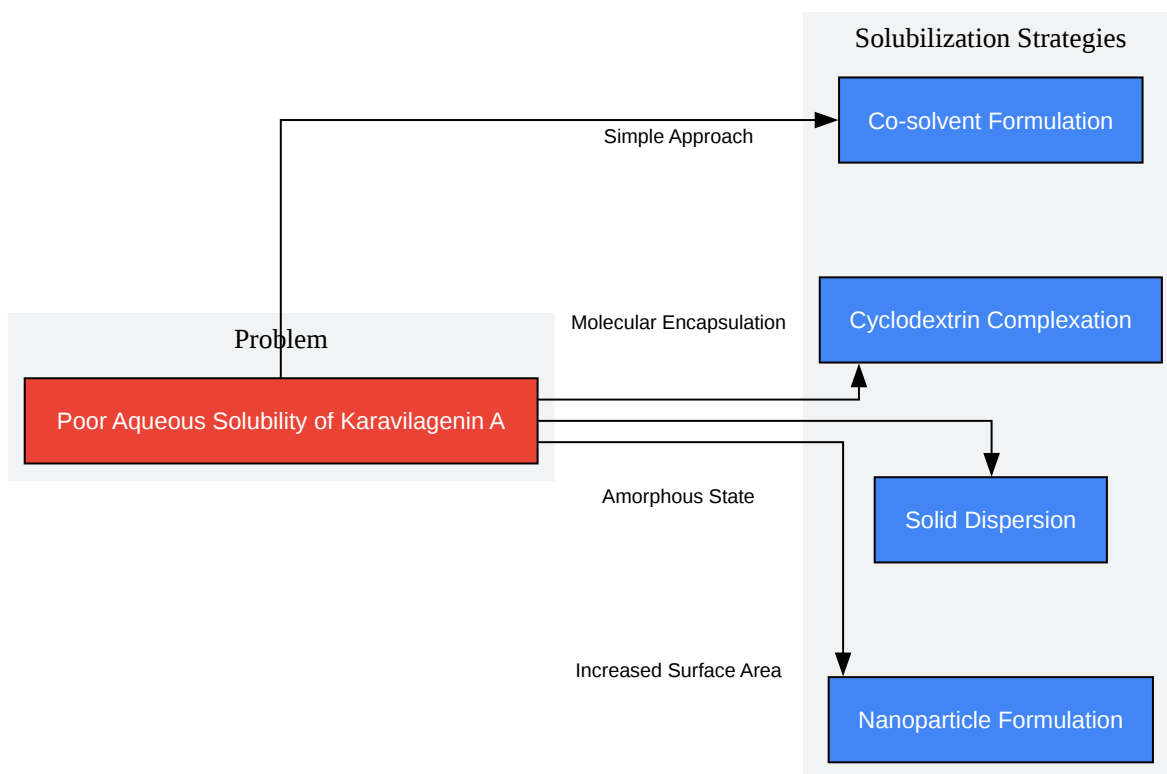 Solubilization Strategies
Co-solvent Formulation
Simple Approach
Molecular Encapsulation
Cyclodextrin Complexation
Problem
Poor Aqueous Solubility of Karavilagenin A
Amorphous State
Solid Dispersion
Increased Surface Area
Nanoparticle Formulation